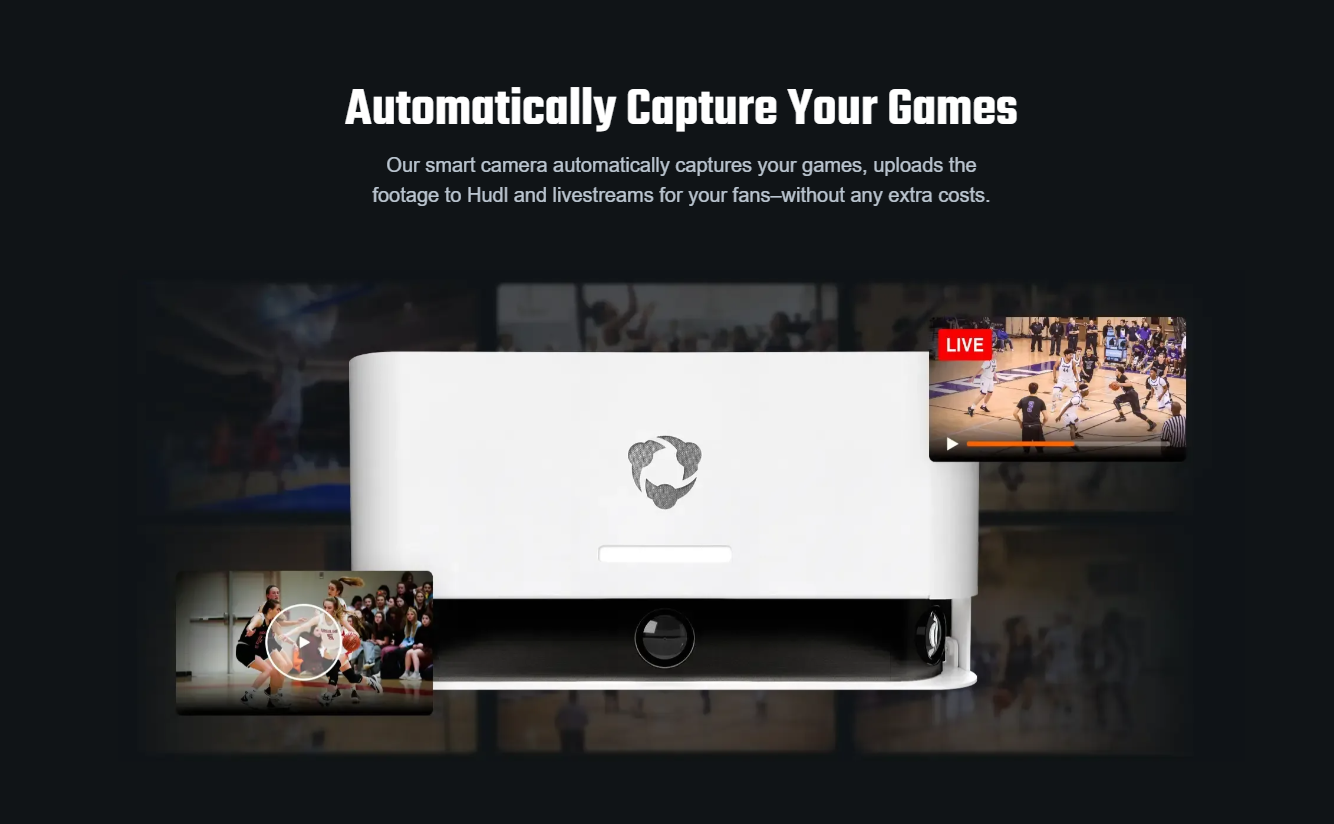 Automatically Capture Your Games
Our smart camera automatically captures your games, uploads the
footage to Hudl and livestreams for your fans–without any extra costs.
LIVE